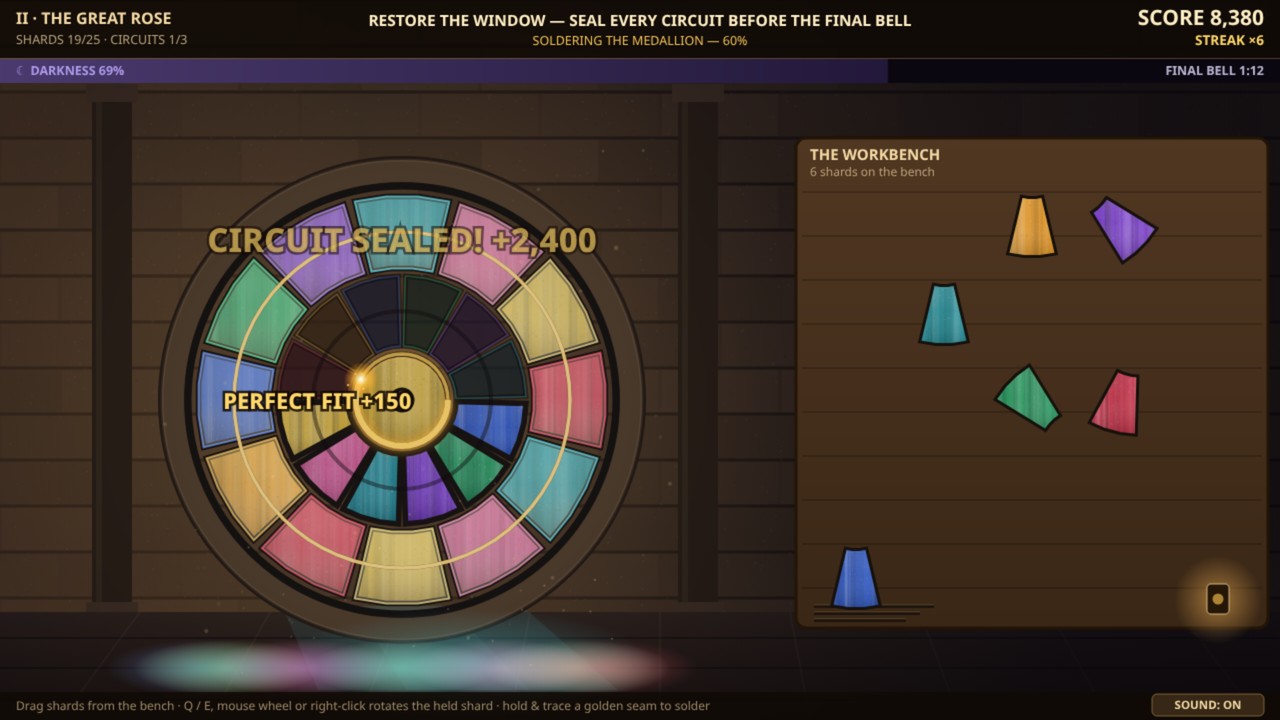 II · THE GREAT ROSE
SHARDS 19/25 · CIRCUITS 1/3
RESTORE THE WINDOW — SEAL EVERY CIRCUIT BEFORE THE FINAL BELL
SOLDERING THE MEDALLION — 60%
SCORE 8,380
STREAK ×6
☾ DARKNESS 69%
FINAL BELL 1:12
THE WORKBENCH
6 shards on the bench
CIRCUIT SEALED! +2,400
PERFECT FIT +150
Drag shards from the bench · Q / E, mouse wheel or right-click rotates the held shard · hold & trace a golden seam to solder
SOUND: ON